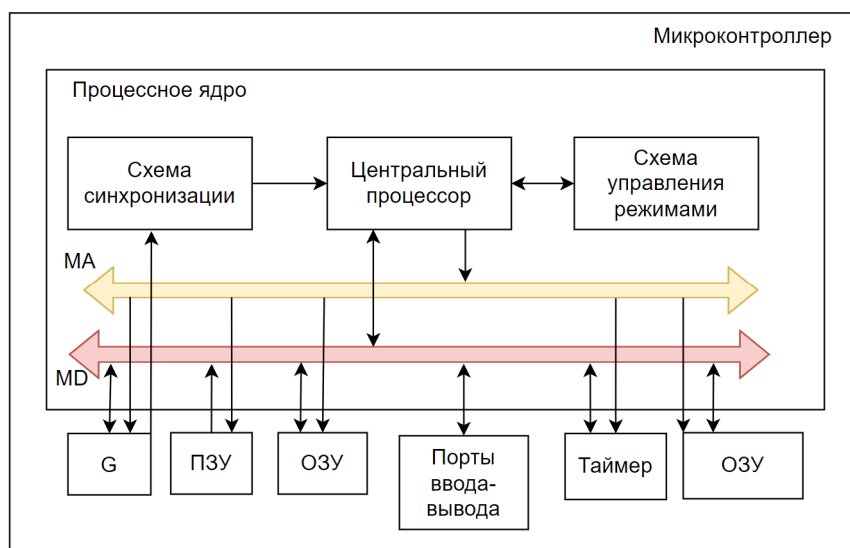 Микроконтроллер
Процессное ядро
Схема
синхронизации
Центральный
процессор
Схема
управления
режимами
MA
MD
G
ПЗУ
ОЗУ
Порты
ввода-
вывода
Таймер
ОЗУ